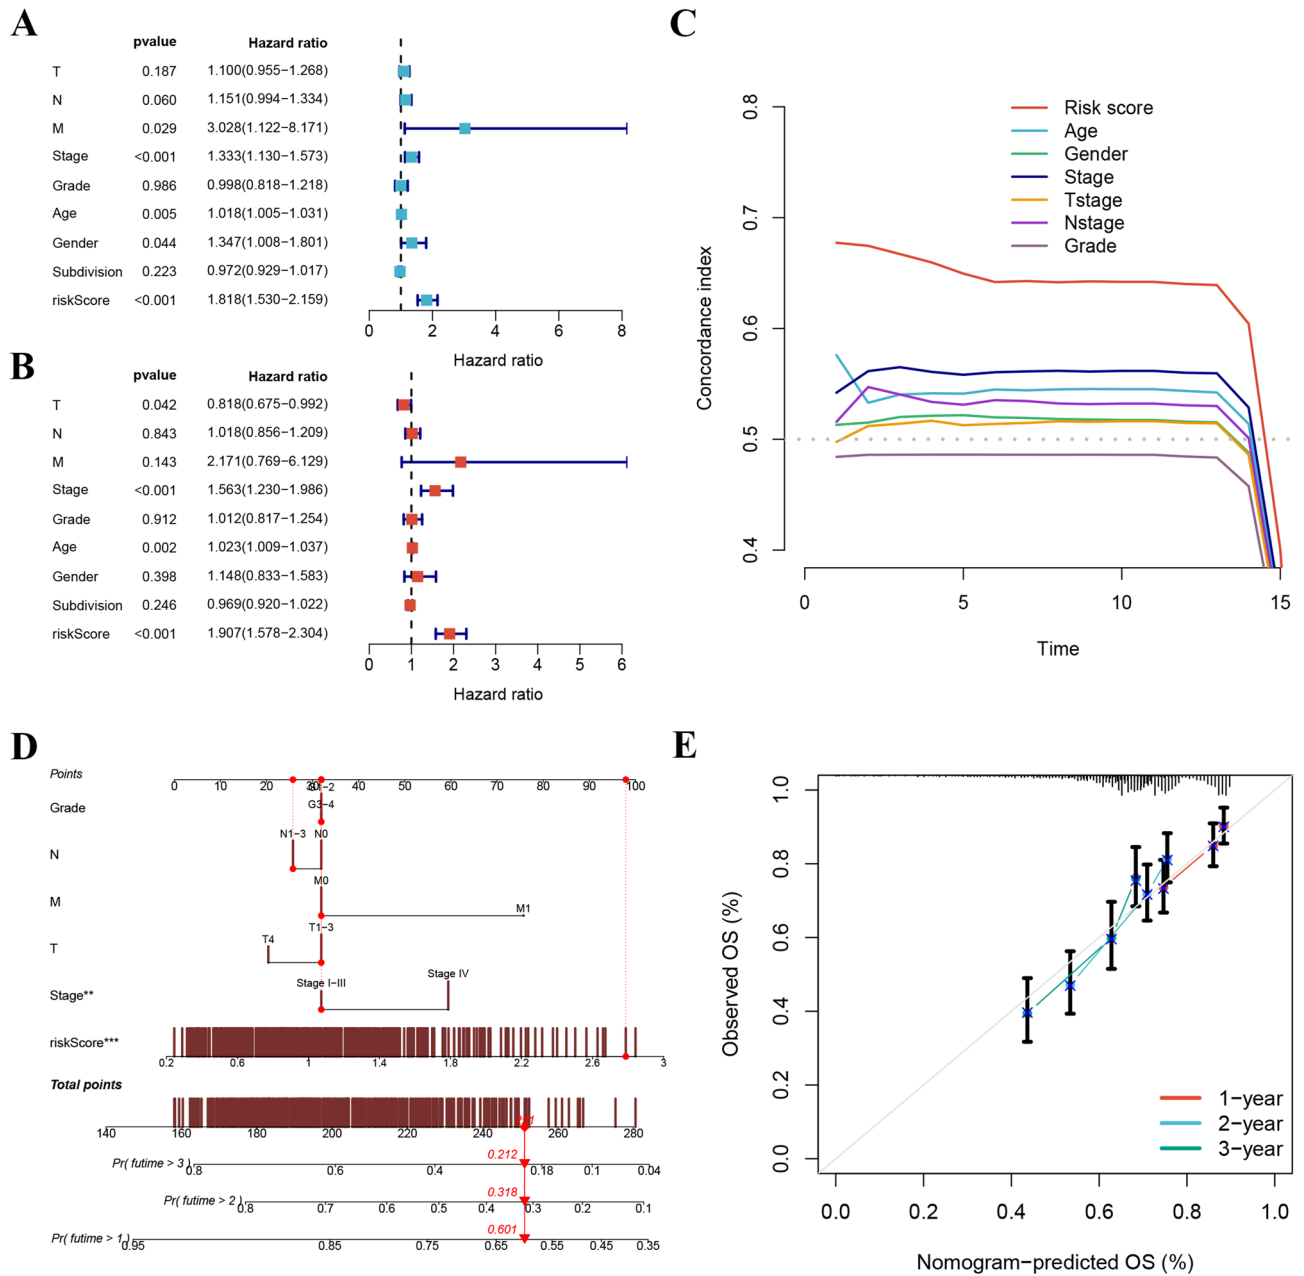 A
pvalue Hazard ratio
T 0.187 1.100(0.955−1.268)
N 0.060 1.151(0.994−1.334)
M 0.029 3.028(1.122−8.171)
Stage <0.001 1.333(1.130−1.573)
Grade 0.986 0.998(0.818−1.218)
Age 0.005 1.018(1.005−1.031)
Gender 0.044 1.347(1.008−1.801)
Subdivision 0.223 0.972(0.929−1.017)
riskScore <0.001 1.818(1.530−2.159)
0 2 4 6 8
Hazard ratio
B
pvalue Hazard ratio
T 0.042 0.818(0.675−0.992)
N 0.843 1.018(0.856−1.209)
M 0.143 2.171(0.769−6.129)
Stage <0.001 1.563(1.230−1.986)
Grade 0.912 1.012(0.817−1.254)
Age 0.002 1.023(1.009−1.037)
Gender 0.398 1.148(0.833−1.583)
Subdivision 0.246 0.969(0.920−1.022)
riskScore <0.001 1.907(1.578−2.304)
0 1 2 3 4 5 6
Hazard ratio
C
Risk score
Age
Gender
Stage
Tstage
Nstage
Grade
Concordance index
0.8
0.7
0.6
0.5
0.4
0 5 10 15
Time
D
Points
0 10 20 30 40 50 60 70 80 90 100
Grade
G3−4
N
N1−3 N0
M
M0
M1
T
T4
T1−3
Stage**
Stage I−III
Stage IV
riskScore***
0.2 0.6 1 1.4 1.8 2.2 2.6 3
Total points
140 160 180 200 220 240 260 280
Pr( futime > 3 )
0.212
0.8 0.6 0.4 0.18 0.1 0.04
Pr( futime > 2 )
0.318
0.8 0.7 0.6 0.5 0.4 0.3 0.2 0.1
Pr( futime > 1 )
0.601
0.95 0.85 0.75 0.65 0.55 0.45 0.35
E
Observed OS (%)
1.0
0.8
0.6
0.4
0.2
0.0
1−year
2−year
3−year
0.0 0.2 0.4 0.6 0.8 1.0
Nomogram−predicted OS (%)